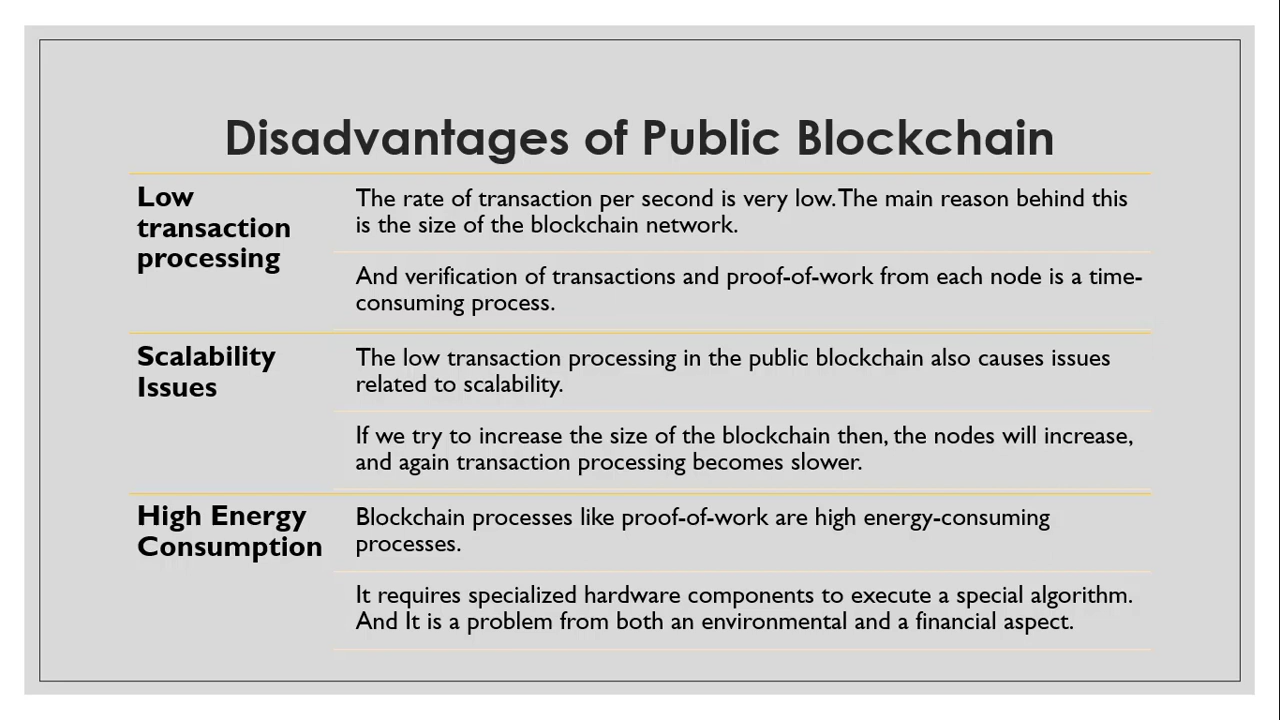 Disadvantages of Public Blockchain
Low
transaction
processing
The rate of transaction per second is very low. The main reason behind this
is the size of the blockchain network.
And verification of transactions and proof-of-work from each node is a time-
consuming process.
Scalability
Issues
The low transaction processing in the public blockchain also causes issues
related to scalability.
If we try to increase the size of the blockchain then, the nodes will increase,
and again transaction processing becomes slower.
High Energy
Consumption
Blockchain processes like proof-of-work are high energy-consuming
processes.
It requires specialized hardware components to execute a special algorithm.
And It is a problem from both an environmental and a financial aspect.